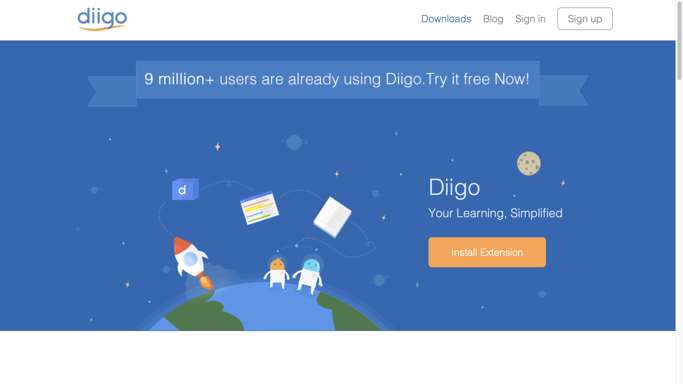 diigo
Downloads Blog Sign in Sign up
9 million+ users are already using Diigo.Try it free Now!
d
Diigo
Your Learning, Simplified
Install Extension